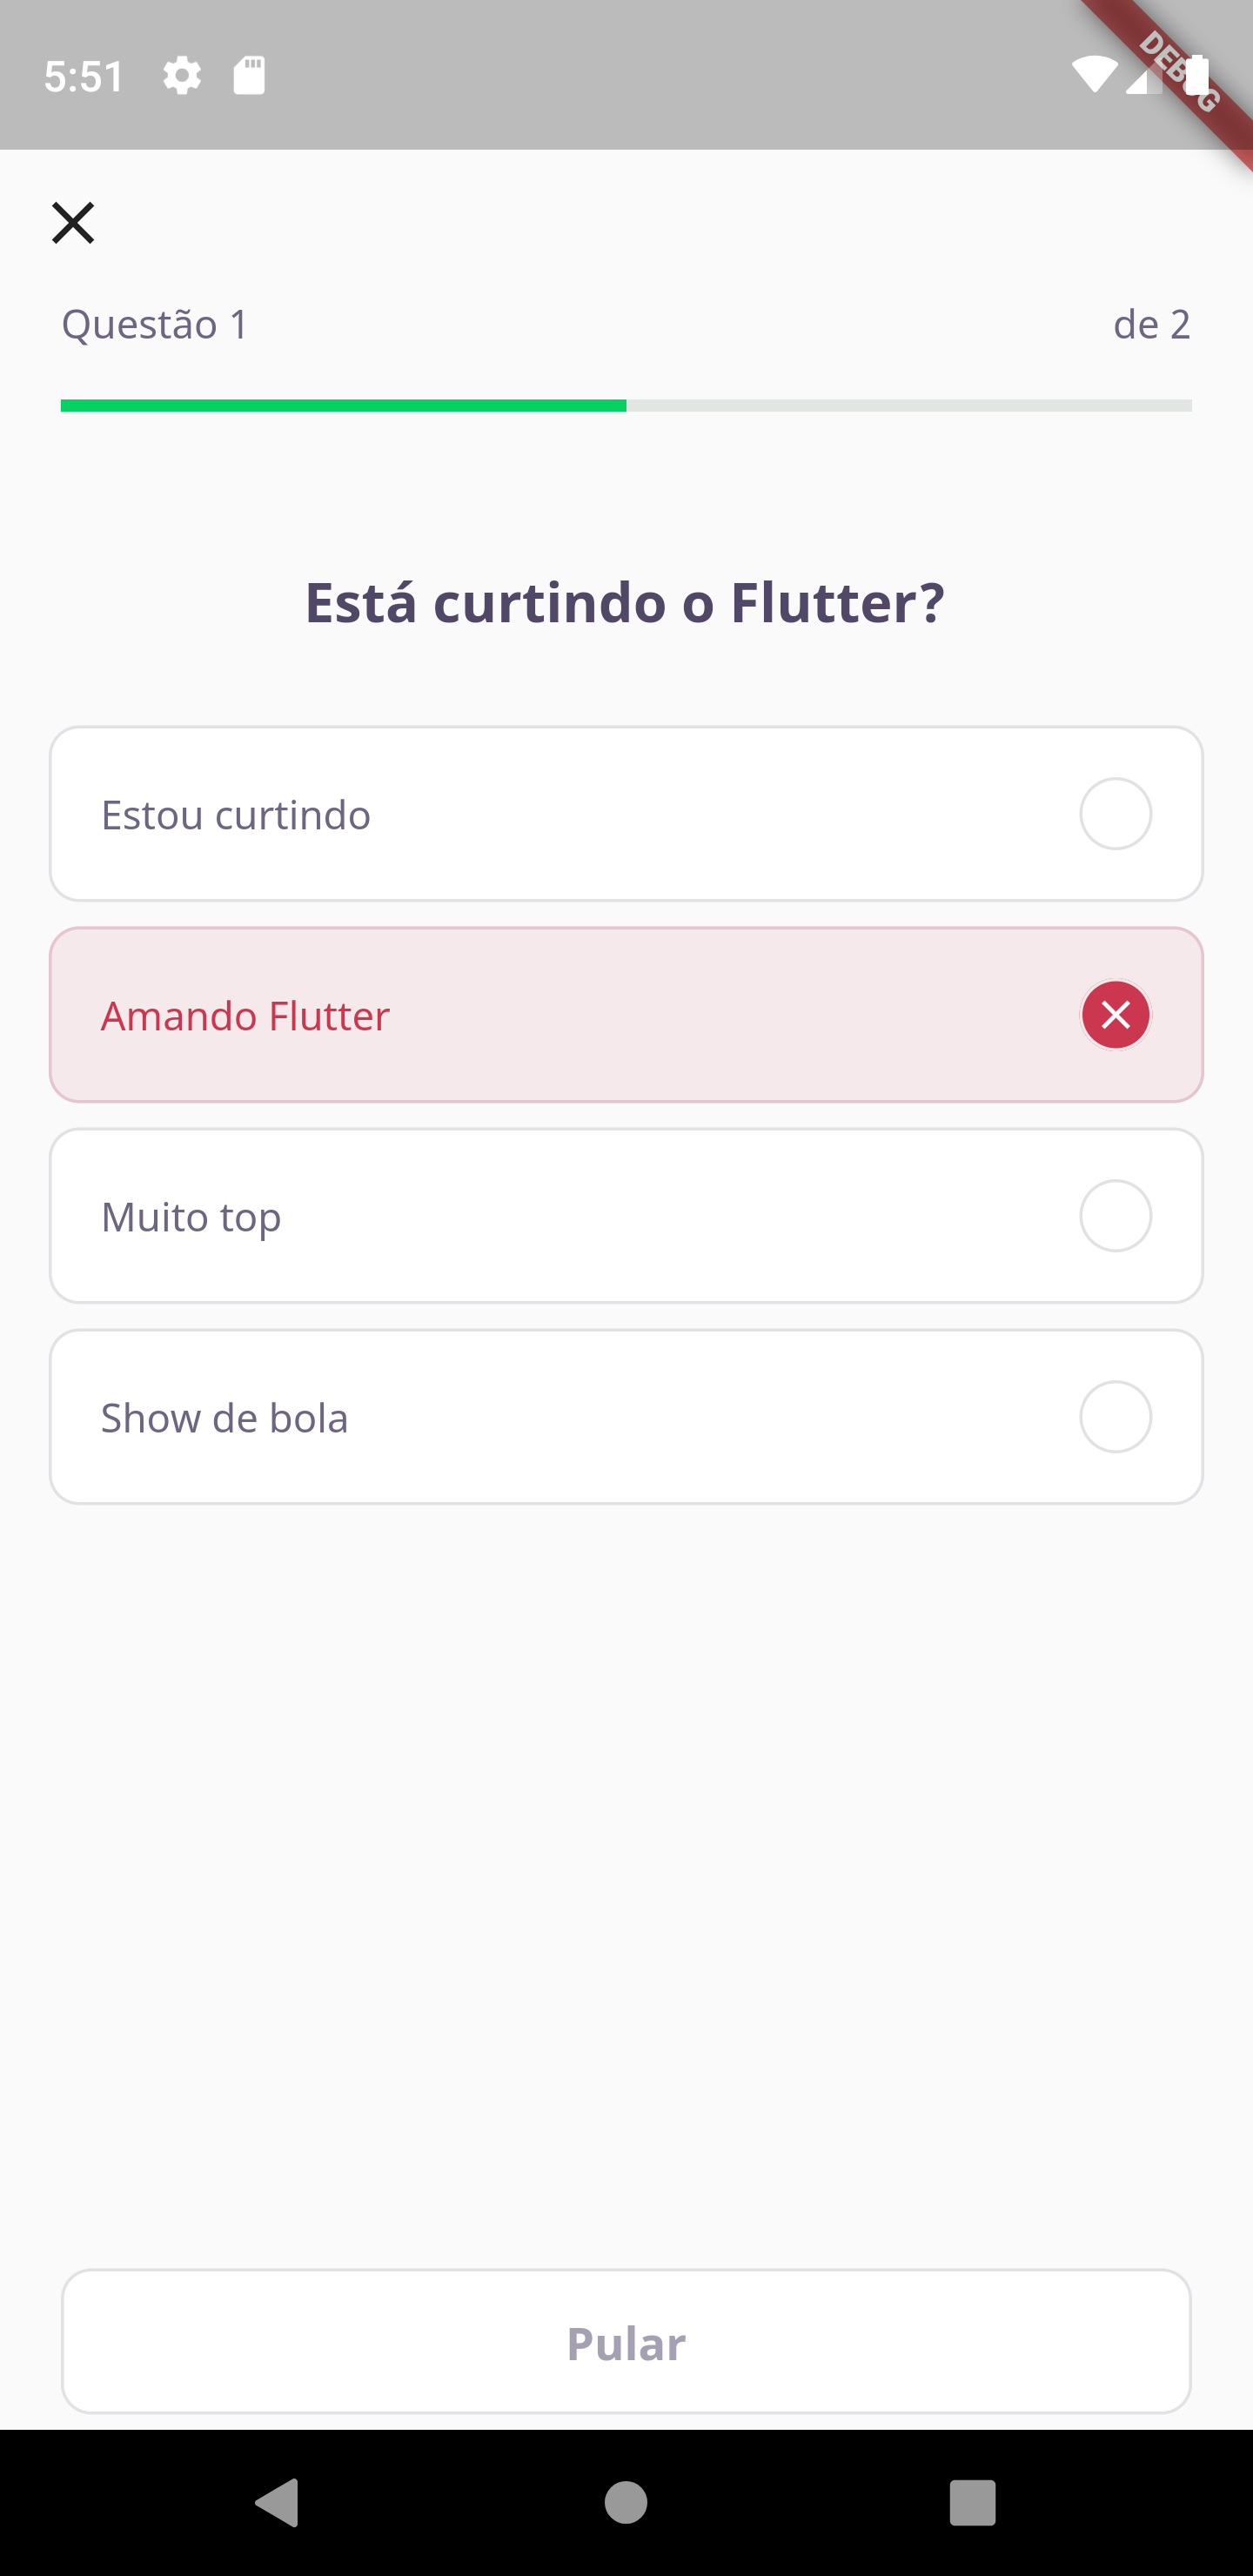 5:51
DEBUG
Questão 1
de 2
Está curtindo o Flutter?
Estou curtindo
Amando Flutter
Muito top
Show de bola
Pular